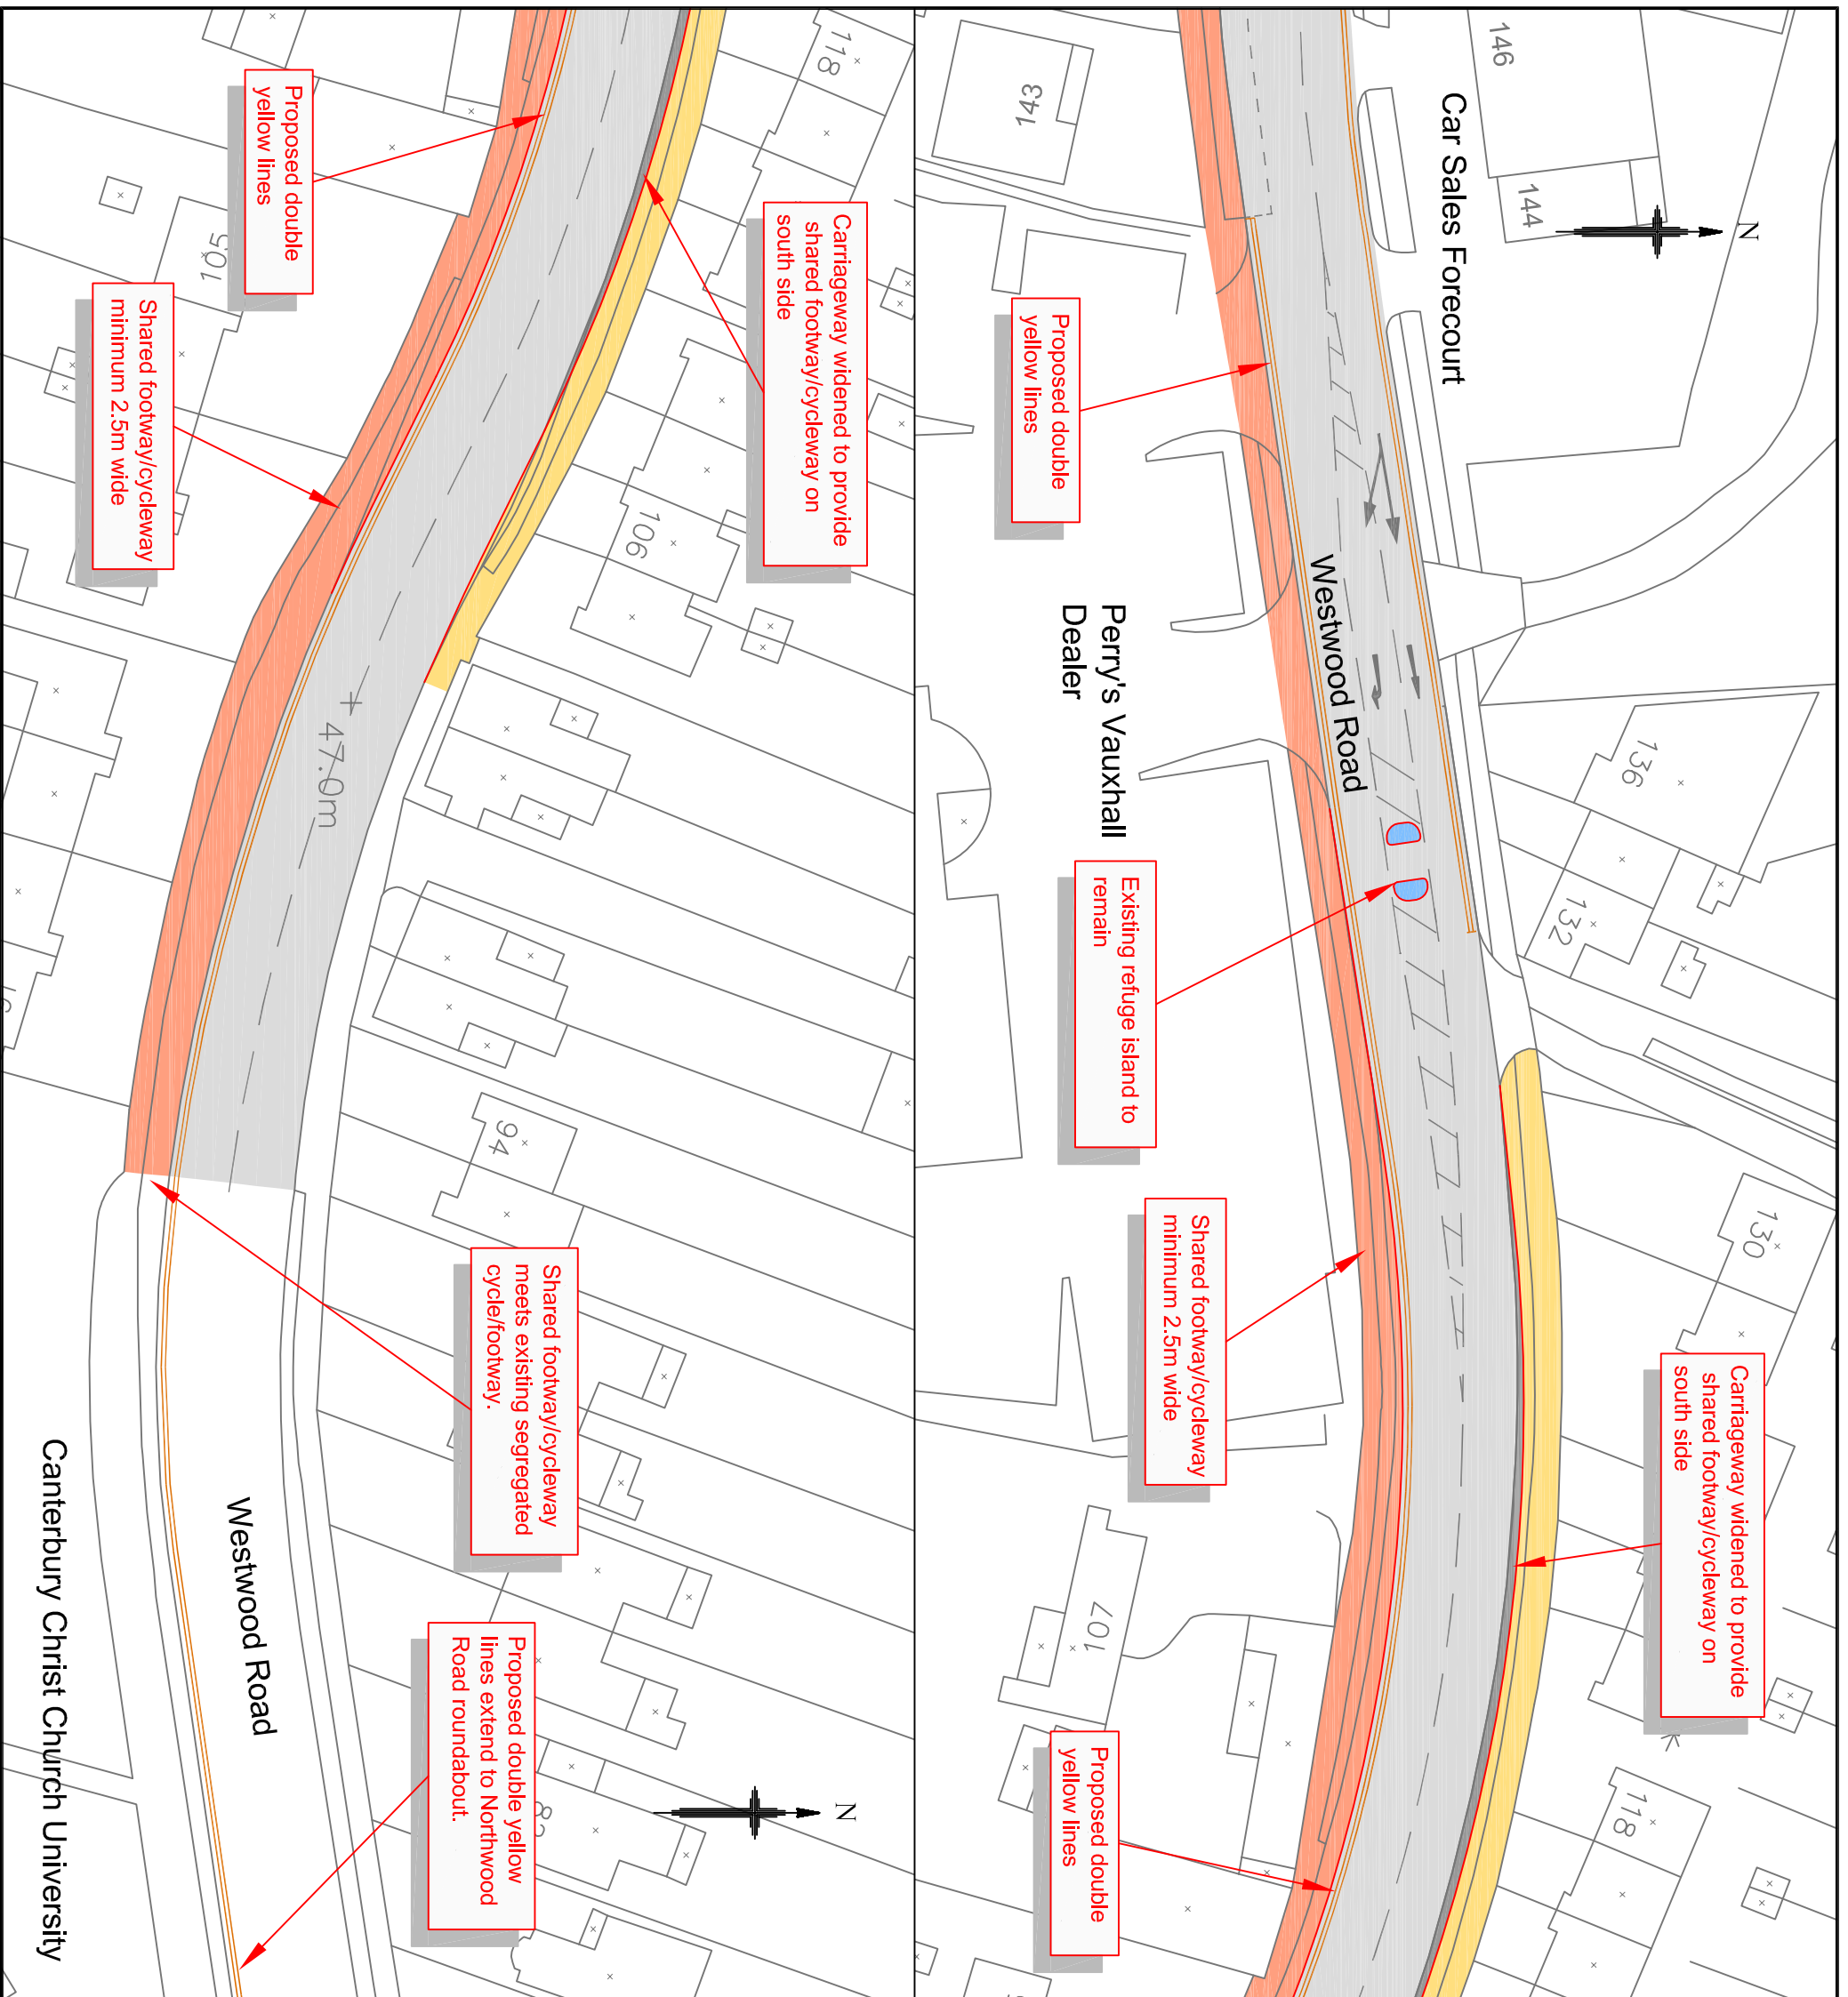 146
144
N
Car Sales Forecourt
143
Proposed double
yellow lines
Westwood Road
Perry's Vauxhall
Dealer
136
132
Existing refuge island to
remain
130
Shared footway/cycleway
minimum 2.5m wide
Carriageway widened to provide
shared footway/cycleway on
south side
107
118
Proposed double
yellow lines
118
Proposed double
yellow lines
Carriageway widened to provide
shared footway/cycleway on
south side
105
Shared footway/cycleway
minimum 2.5m wide
106
47.0m
94
Shared footway/cycleway
meets existing segregated
cycle/footway.
Westwood Road
Proposed double yellow
lines extend to Northwood
Road roundabout.
N
Canterbury Christ Church University